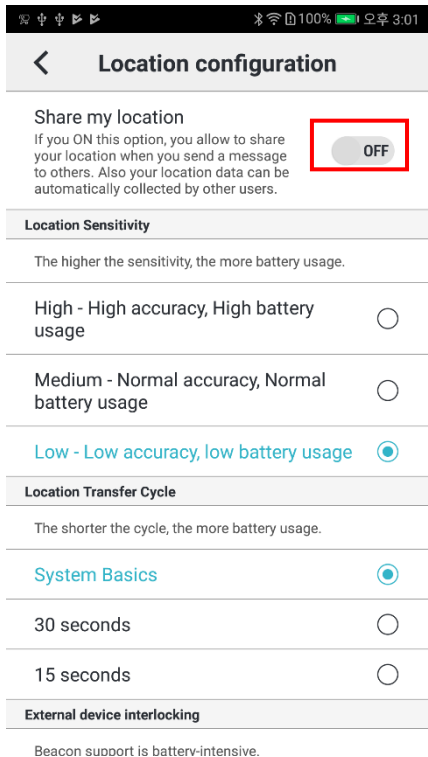 100% 오후 3:01
Location configuration
Share my location
If you ON this option, you allow to share
your location when you send a message
to others. Also your location data can be
automatically collected by other users.
OFF
Location Sensitivity
The higher the sensitivity, the more battery usage.
High - High accuracy, High battery
usage
Medium - Normal accuracy, Normal
battery usage
Low - Low accuracy, low battery usage
Location Transfer Cycle
The shorter the cycle, the more battery usage.
System Basics
30 seconds
15 seconds
External device interlocking
Beacon support is battery-intensive.